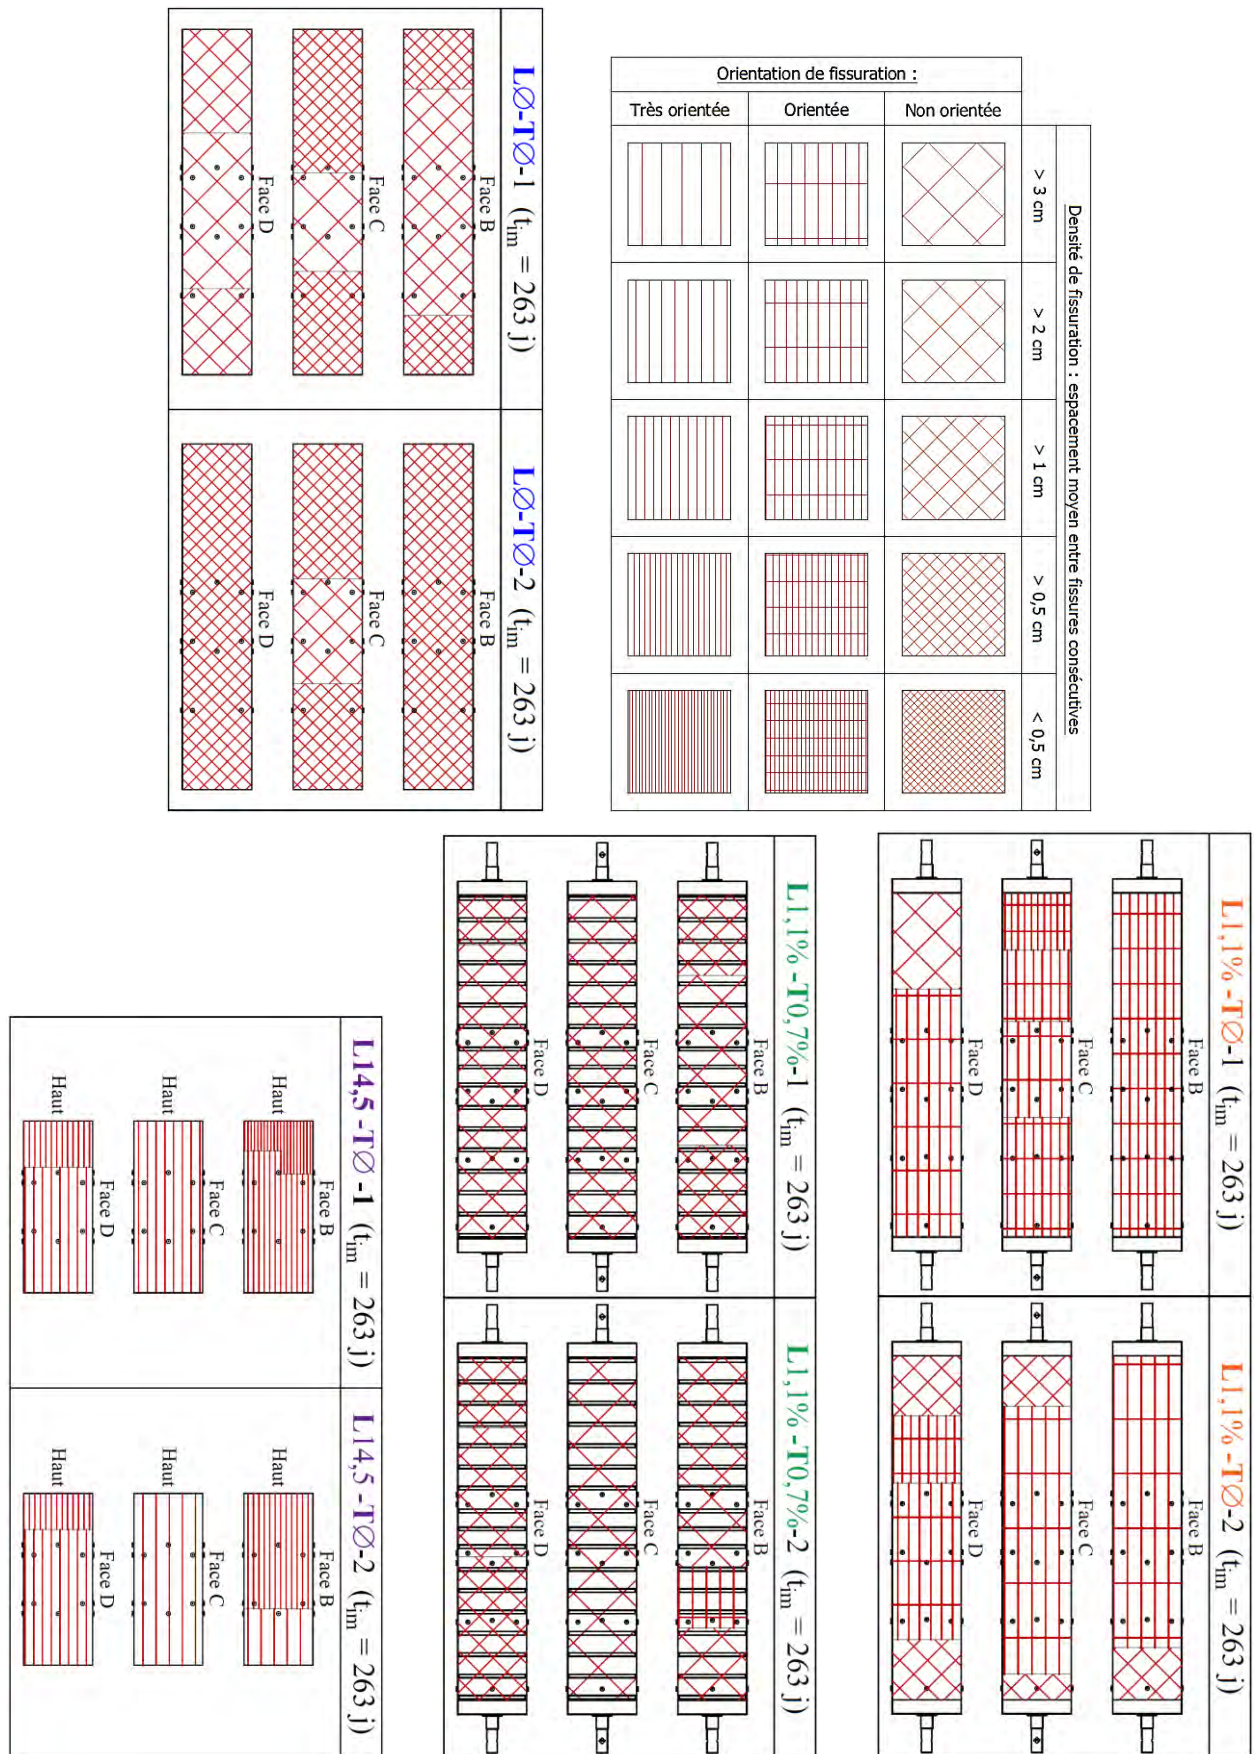 Orientation de fissuration :
Très orientée
Orientée
Non orientée
Densité de fissuration : espacement moyen entre fissures consécutives
> 3 cm
> 2 cm
> 1 cm
> 0,5 cm
< 0,5 cm
LØ-TØ-1 (tim = 263 j)
Face B
Face C
Face D
LØ-TØ-2 (tim = 263 j)
Face B
Face C
Face D
L1,1%-TØ-1 (tim = 263 j)
Face B
Face C
Face D
L1,1%-TØ-2 (tim = 263 j)
Face B
Face C
Face D
L1,1%-T0,7%-1 (tim = 263 j)
Face B
Face C
Face D
L1,1%-T0,7%-2 (tim = 263 j)
Face B
Face C
Face D
L14,5-TØ-1 (tim = 263 j)
Face B
Haut
Face C
Haut
Face D
Haut
L14,5-TØ-2 (tim = 263 j)
Face B
Haut
Face C
Haut
Face D
Haut